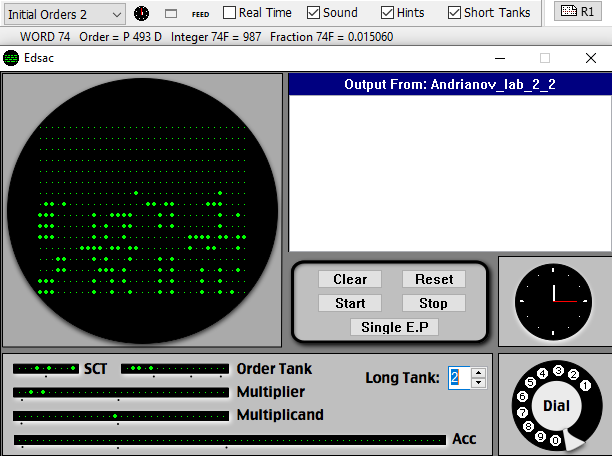 Initial Orders 2 FEED Real Time Sound Hints Short Tanks R1
WORD 74 Order = P 493 D Integer 74F = 987 Fraction 74F = 0.015060
Edsac
Output From: Andrianov_lab_2_2
Clear Reset
Start Stop
Single E.P
SCT Order Tank
Long Tank: 2
Multiplier
Multiplicand
Acc
1 2 3 4 5 6 7 8 9 0
Dial